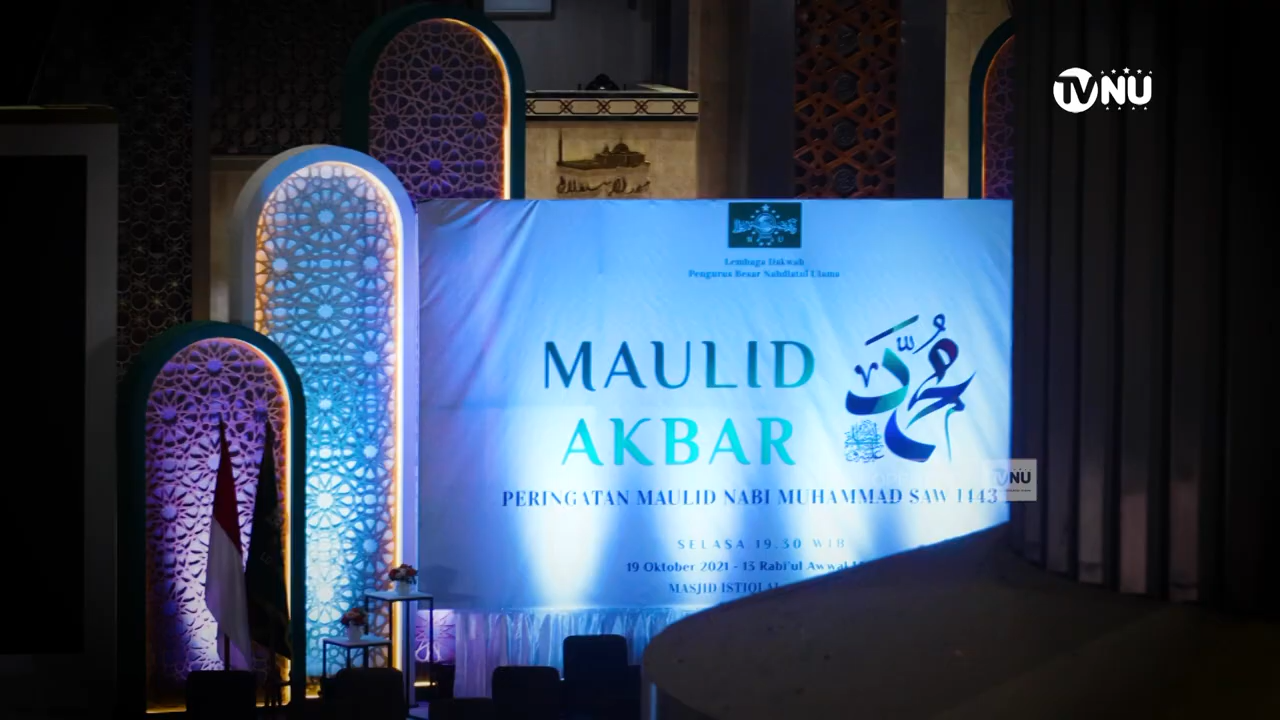 TVNU
Lembaga Dakwah
Pengurus Besar Nahdlatul Ulama
MAULID
محمد
AKBAR
PERINGATAN MAULID NABI MUHAMMAD SAW 1443
TVNU
SELASA 19.30 WIB
19 Oktober 2021 - 13 Rabi'ul Awwal
MASJID ISTIQLAL